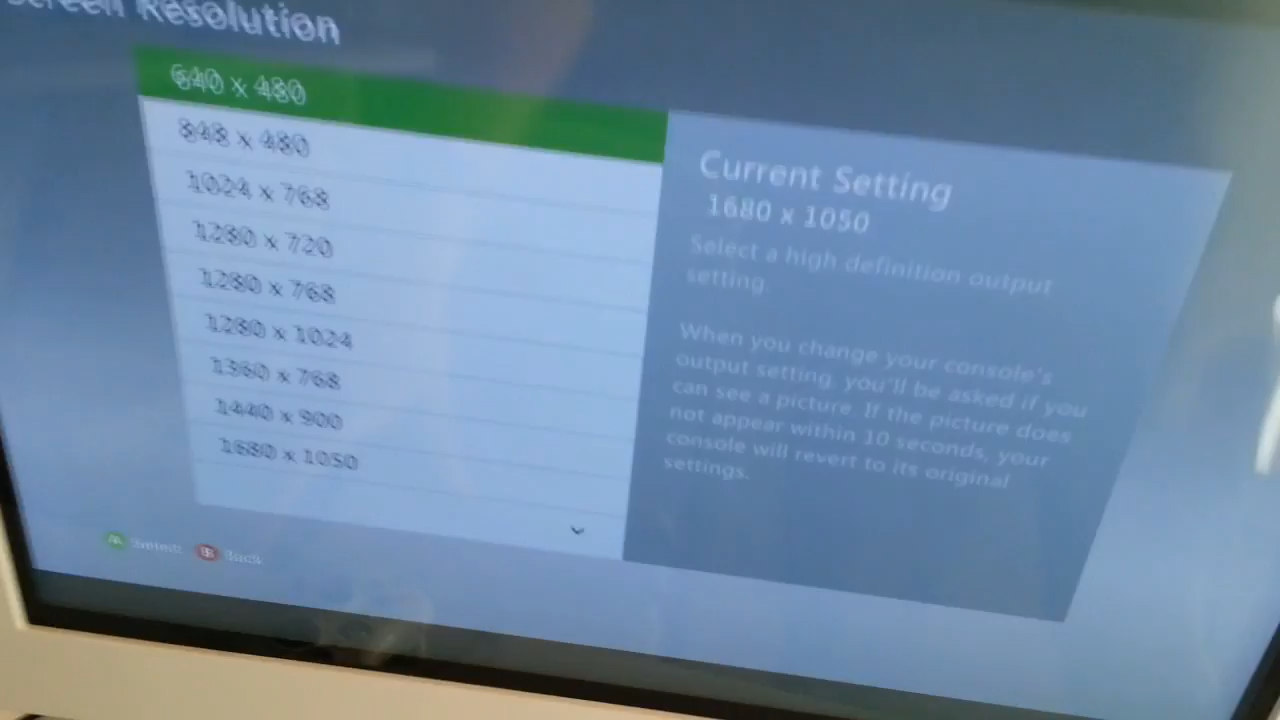 Screen Resolution
640 x 480
848 x 480
1024 x 768
1280 x 720
1280 x 768
1280 x 1024
1360 x 768
1440 x 900
1680 x 1050
Current Setting
1680 x 1050
Select a high definition output
setting.
When you change your console's
output setting, you'll be asked if you
can see a picture. If the picture does
not appear within 10 seconds, your
console will revert to its original
settings.
A Select B Back